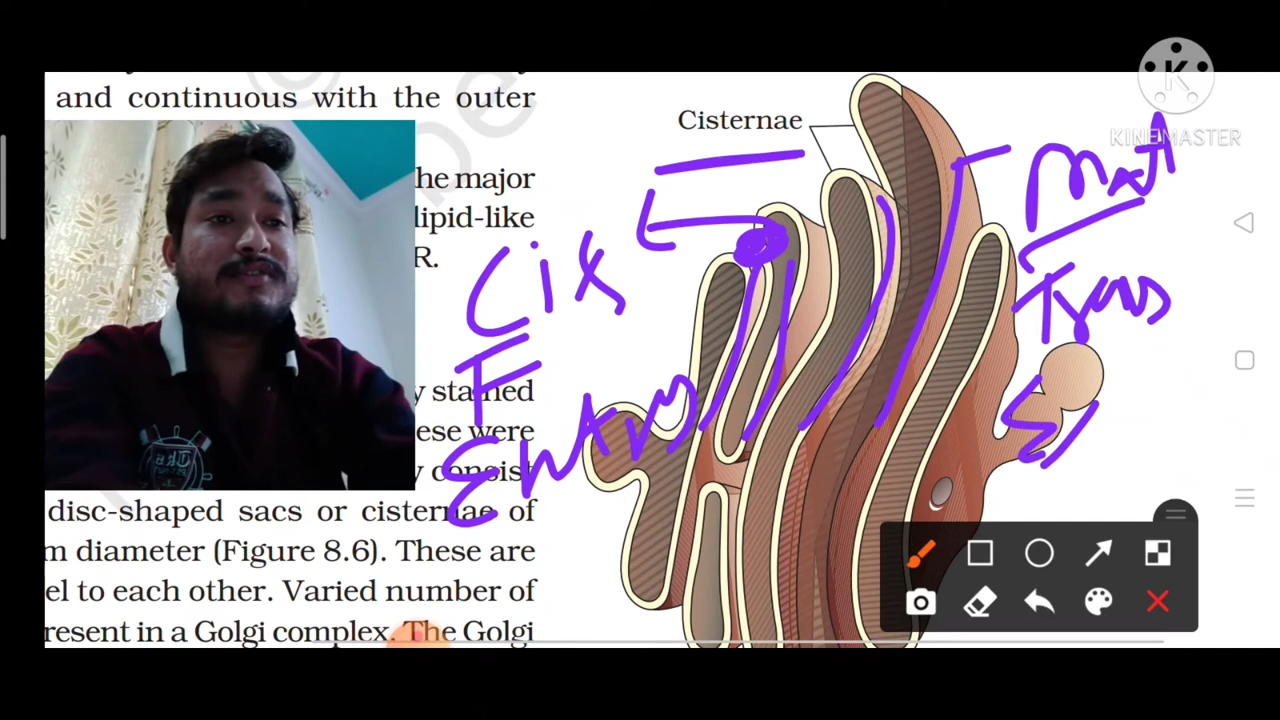 and continuous with the outer
Cisternae
KINEMASTER
he major
lipid-like
R.
Cis
F
Mat
Trans
y stained
ese were
y consist
disc-shaped sacs or cisternae of
m diameter (Figure 8.6). These are
el to each other. Varied number of
resent in a Golgi complex. The Golgi